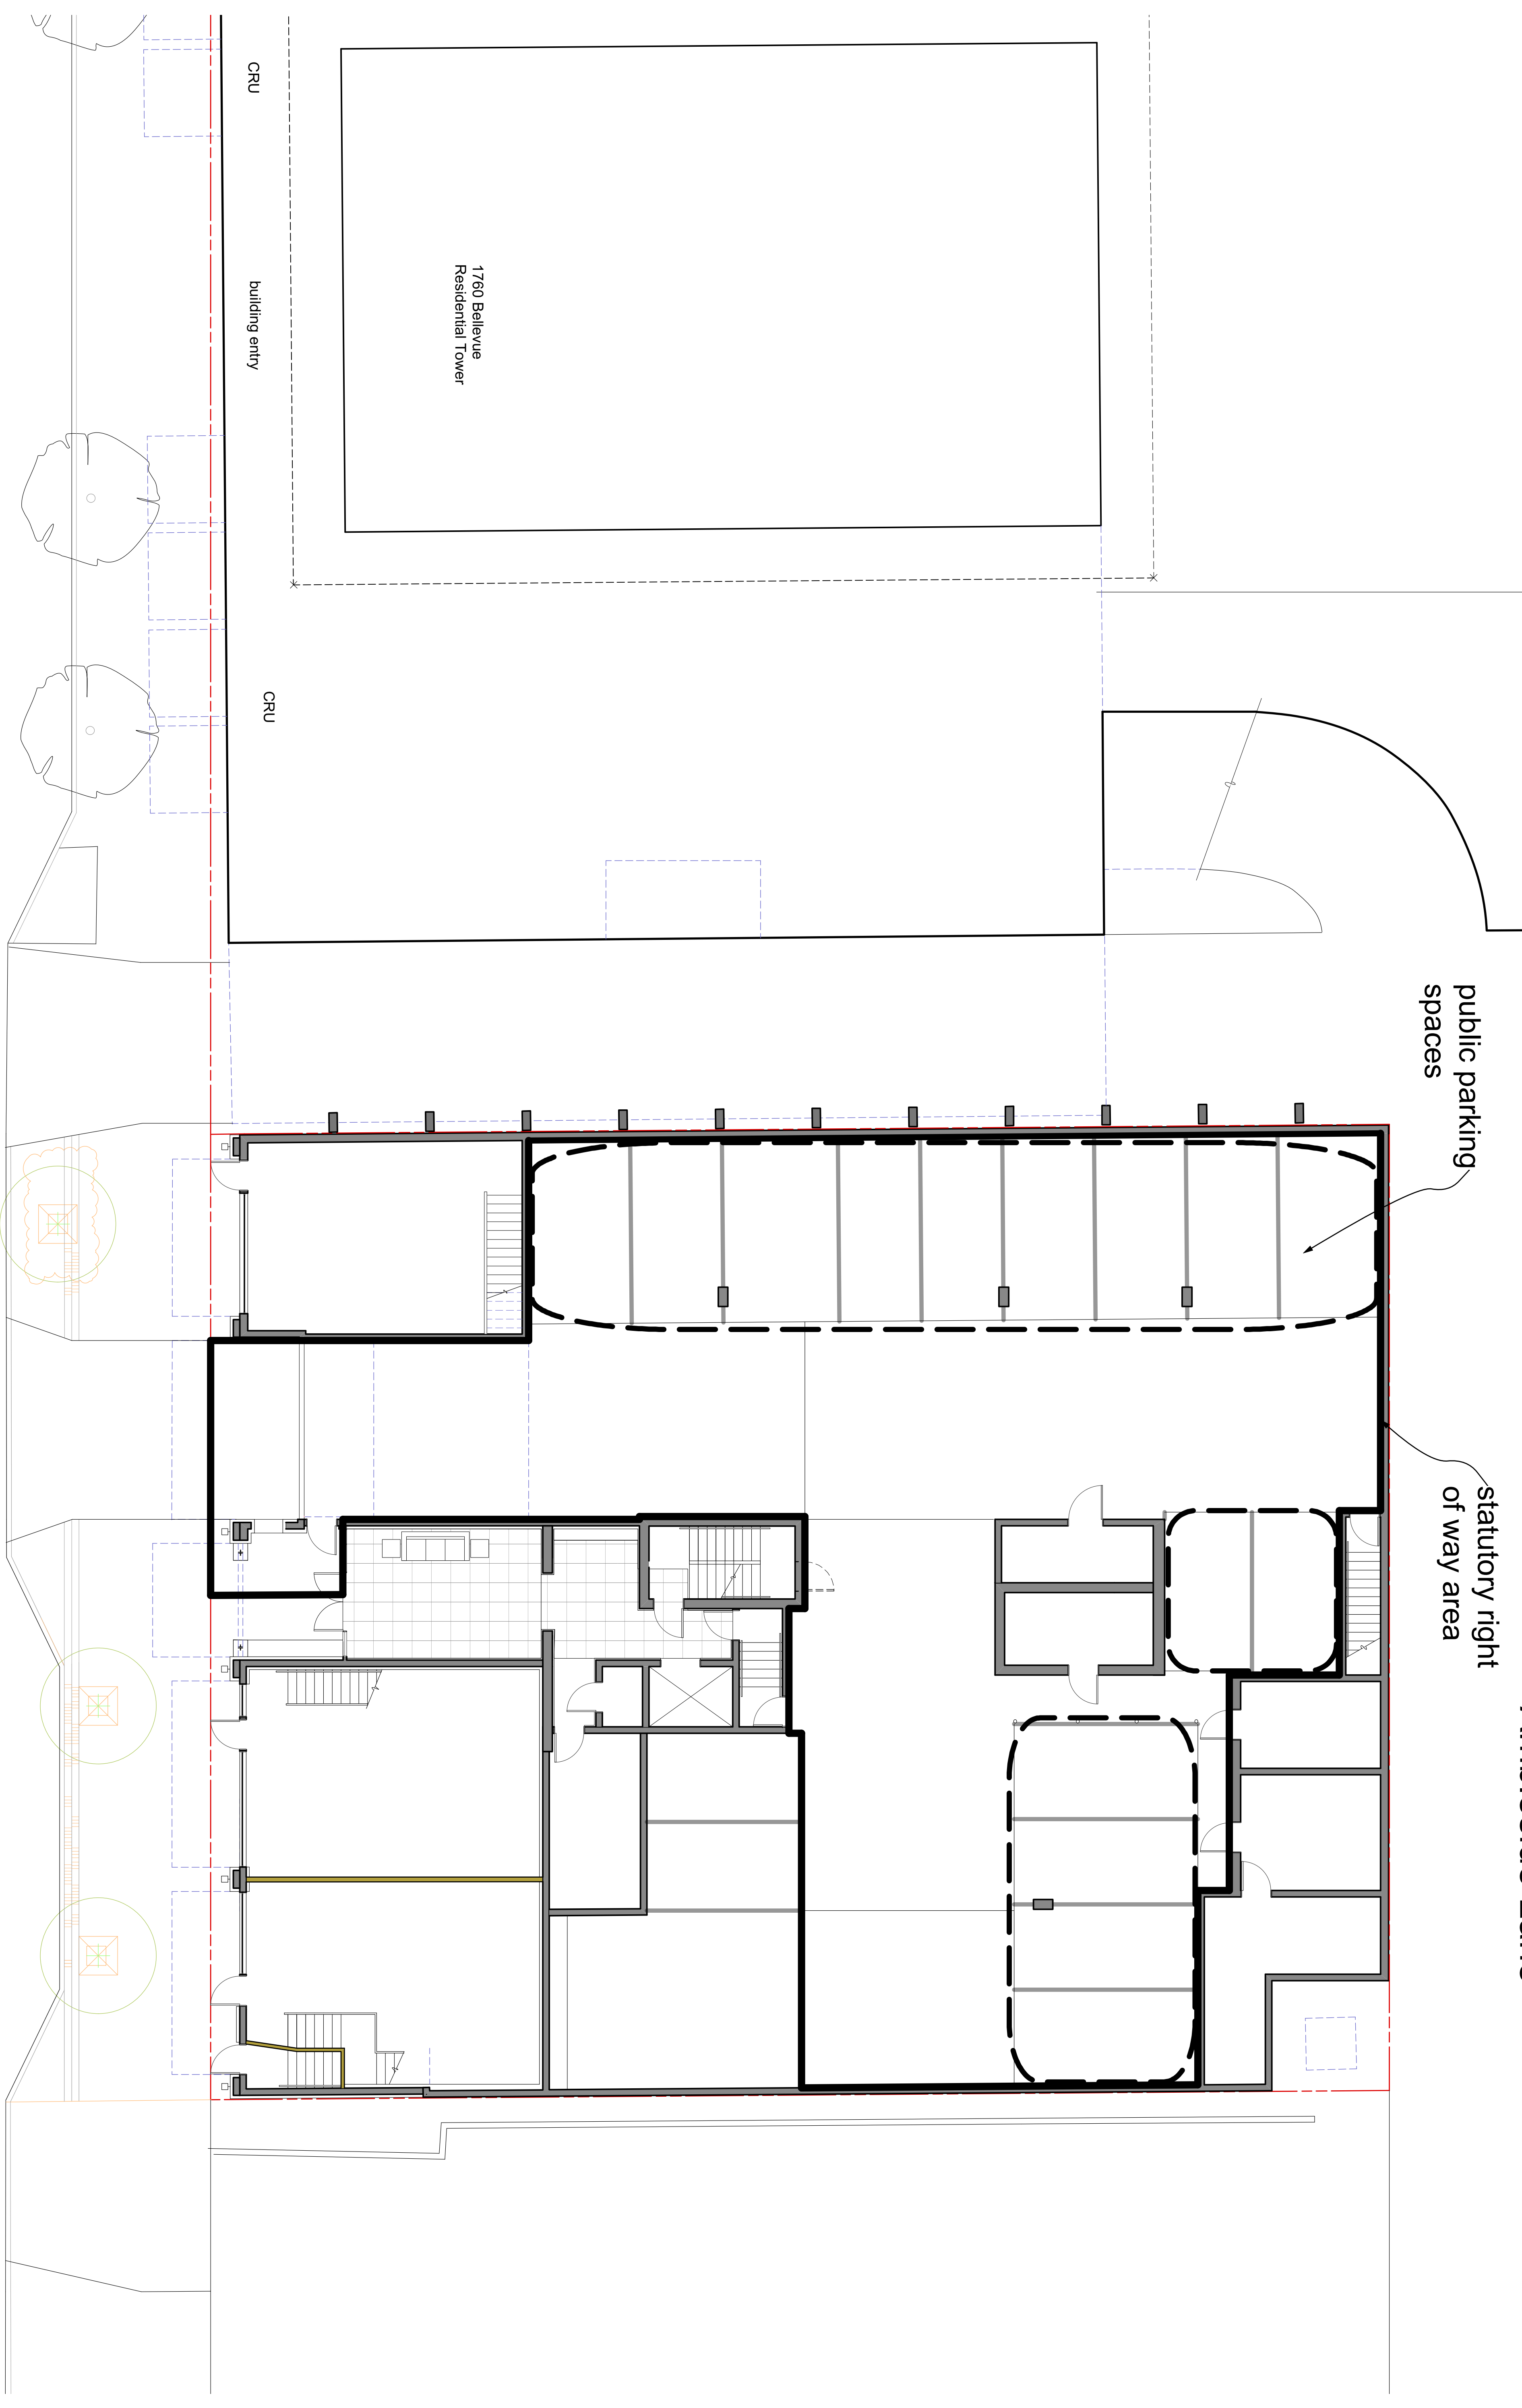 CRU
building entry
1760 Bellevue
Residential Tower
CRU
public parking
spaces
statutory right
of way area